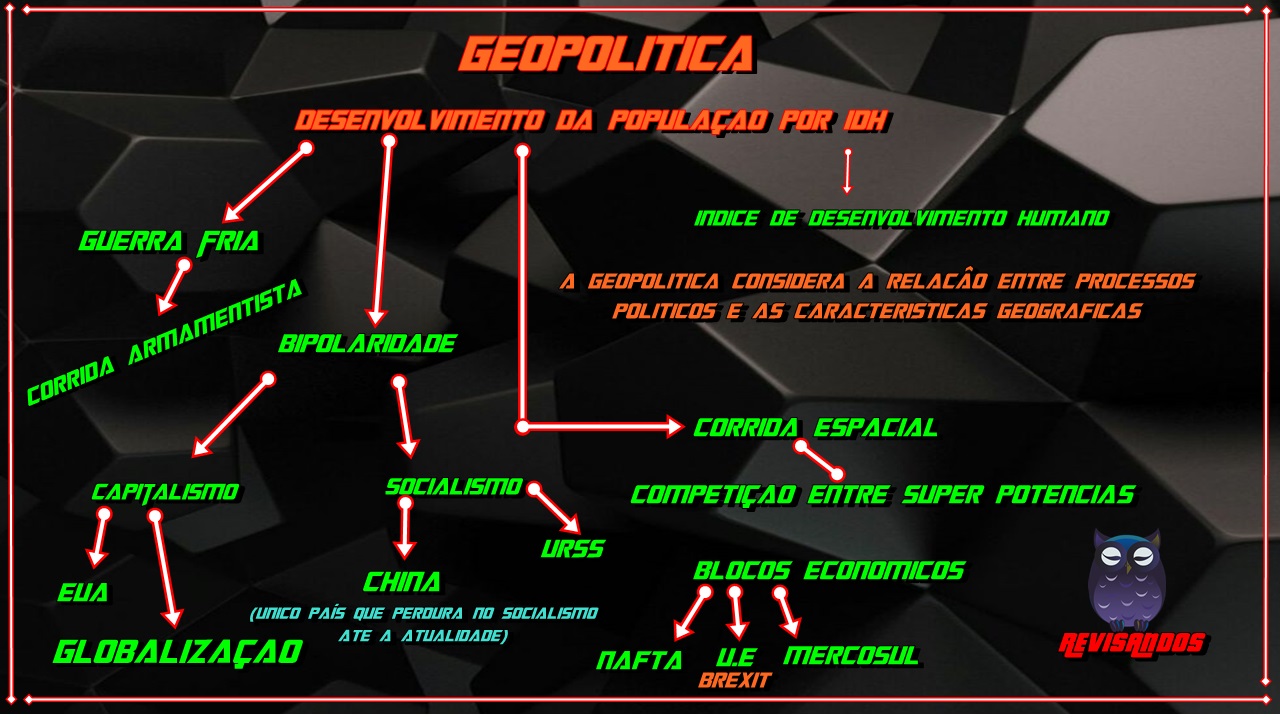 GEOPOLITICA
DESENVOLVIMENTO DA POPULAÇAO POR IDH
INDICE DE DESENVOLVIMENTO HUMANO
GUERRA FRIA
A GEOPOLITICA CONSIDERA A RELACÂO ENTRE PROCESSOS
POLITICOS E AS CARACTERISTICAS GEOGRAFICAS
CORRIDA ARMAMENTISTA
BIPOLARIDADE
CORRIDA ESPACIAL
CAPITALISMO
SOCIALISMO
COMPETIÇAO ENTRE SUPER POTENCIAS
URSS
BLOCOS ECONOMICOS
EUA
CHINA
(UNICO PAÍS QUE PERDURA NO SOCIALISMO
ATE A ATUALIDADE)
GLOBALIZAÇAO
NAFTA
U.E
MERCOSUL
BREXIT
REVISANDOS